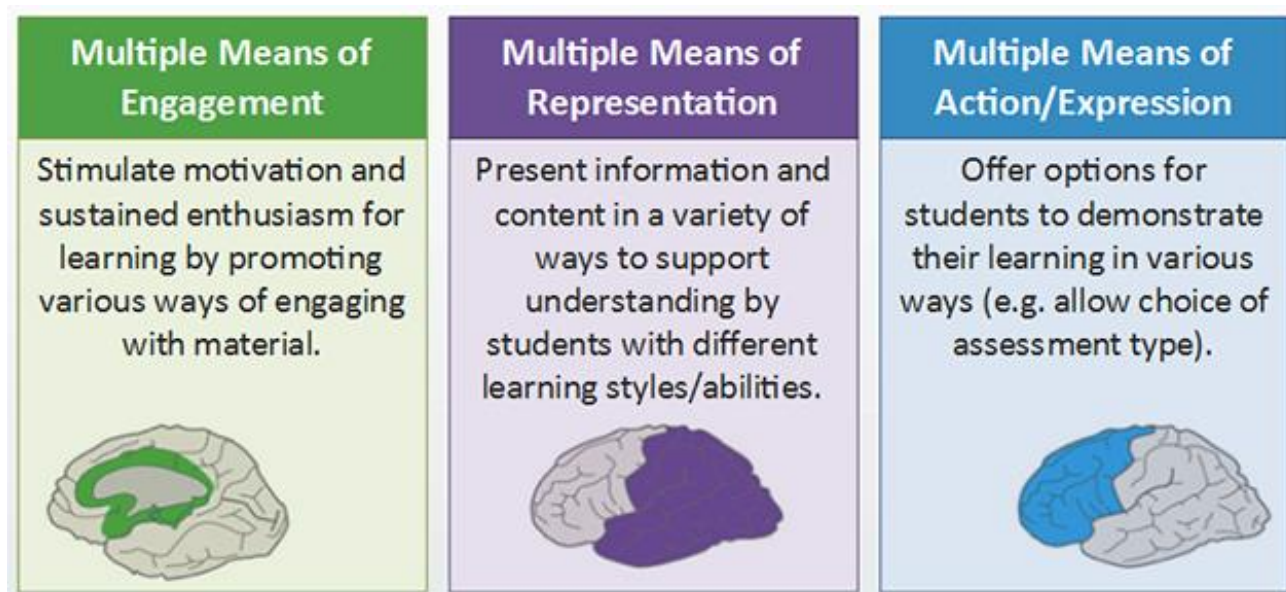 Multiple Means of
Engagement
Stimulate motivation and
sustained enthusiasm for
learning by promoting
various ways of engaging
with material.
Multiple Means of
Representation
Present information and
content in a variety of
ways to support
understanding by
students with different
learning styles/abilities.
Multiple Means of
Action/Expression
Offer options for
students to demonstrate
their learning in various
ways (e.g. allow choice of
assessment type).